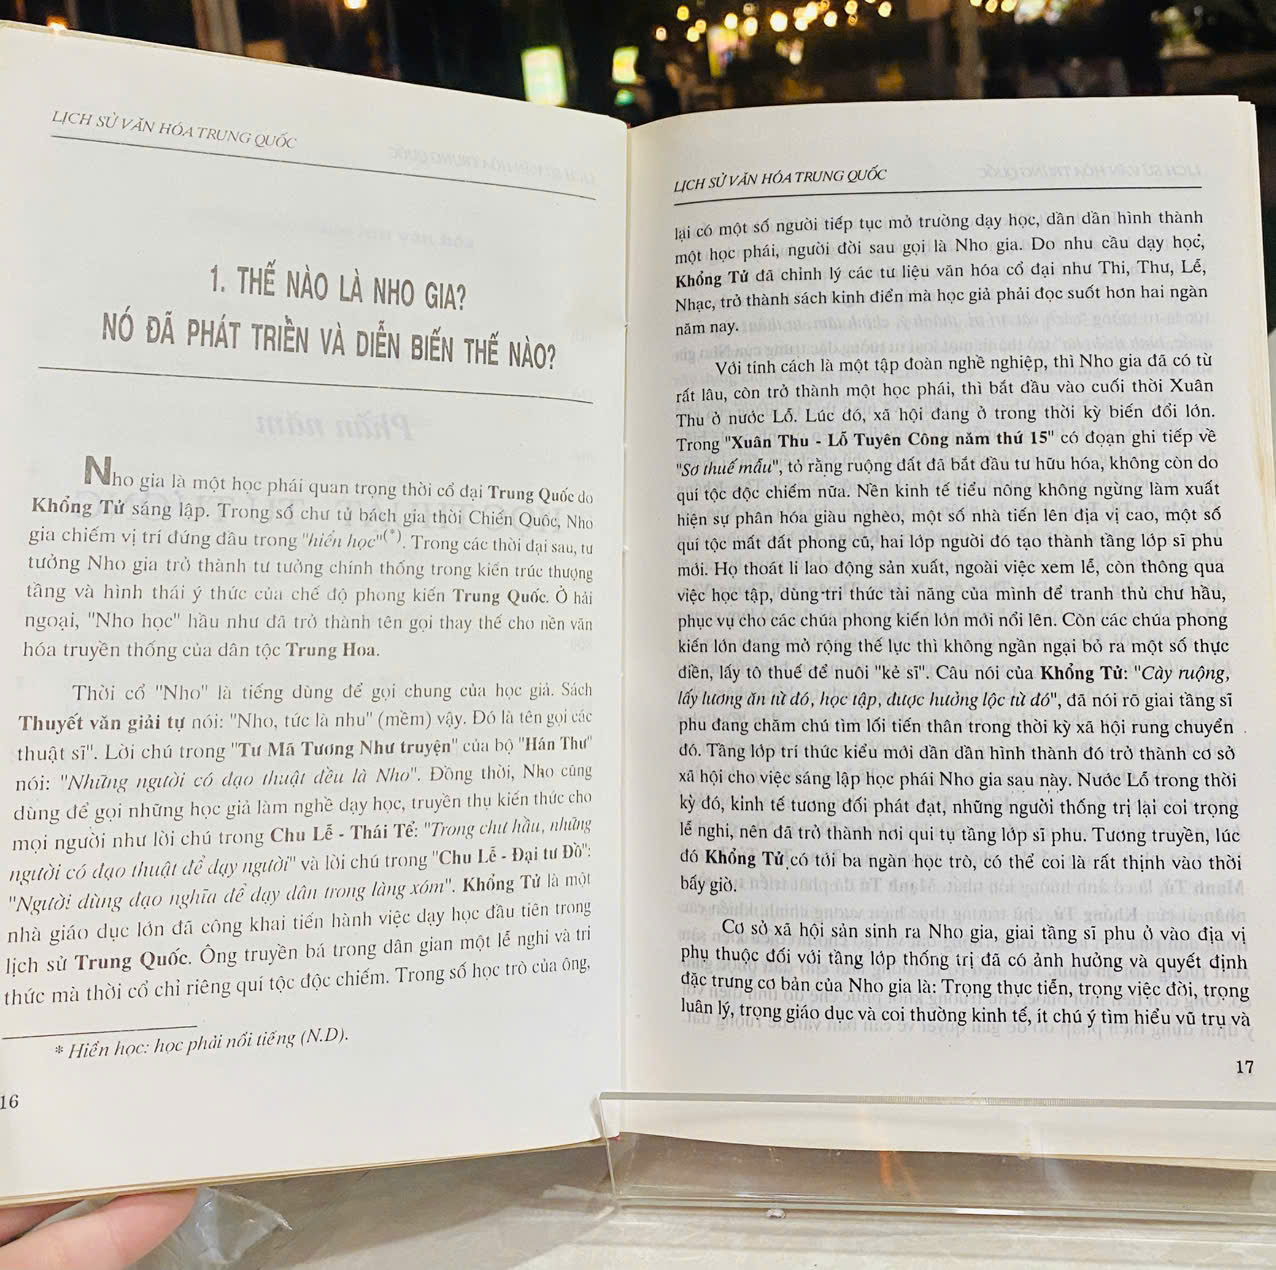 LỊCH SỬ VĂN HÓA TRUNG QUỐC
1. THẾ NÀO LÀ NHO GIA?
NÓ ĐÃ PHÁT TRIỂN VÀ DIỄN BIẾN THẾ NÀO?
Nho gia là một học phái quan trọng thời cổ đại Trung Quốc do
Khổng Tử sáng lập. Trong số chư tử bách gia thời Chiến Quốc, Nho
gia chiếm vị trí đứng đầu trong "hiển học"(*). Trong các thời đại sau, tư
tưởng Nho gia trở thành tư tưởng chính thống trong kiến trúc thượng
tầng và hình thái ý thức của chế độ phong kiến Trung Quốc. Ở hải
ngoại, "Nho học" hầu như đã trở thành tên gọi thay thế cho nền văn
hóa truyền thống của dân tộc Trung Hoa.
Thời cổ "Nho" là tiếng dùng để gọi chung của học giả. Sách
Thuyết văn giải tự nói: "Nho, tức là nhu" (mềm) vậy. Đó là tên gọi các
thuật sĩ". Lời chú trong "Tư Mã Tương Như truyện" của bộ "Hán Thư"
nói: "Những người có đạo thuật đều là Nho". Đồng thời, Nho cũng
dùng để gọi những học giả làm nghề dạy học, truyền thụ kiến thức cho
mọi người như lời chú trong Chu Lễ - Thái Tể: "Trong chư hầu, những
người có đạo thuật để dạy người" và lời chú trong "Chu Lễ - Đại tư Đồ":
"Người dùng đạo nghĩa để dạy dân trong làng xóm". Khổng Tử là một
nhà giáo dục lớn đã công khai tiến hành việc dạy học đầu tiên trong
lịch sử Trung Quốc. Ông truyền bá trong dân gian một lễ nghi và tri
thức mà thời cổ chỉ riêng quí tộc độc chiếm. Trong số học trò của ông,
* Hiển học: học phải nổi tiếng (N.D).
16
LỊCH SỬ VĂN HÓA TRUNG QUỐC
lại có một số người tiếp tục mở trường dạy học, dần dần hình thành
một học phái, người đời sau gọi là Nho gia. Do nhu cầu dạy học,
Khổng Tử đã chỉnh lý các tư liệu văn hóa cổ đại như Thi, Thư, Lễ,
Nhạc, trở thành sách kinh điển mà học giả phải đọc suốt hơn hai ngàn
năm nay.
Với tính cách là một tập đoàn nghề nghiệp, thì Nho gia đã có từ
rất lâu, còn trở thành một học phái, thì bắt đầu vào cuối thời Xuân
Thu ở nước Lỗ. Lúc đó, xã hội đang ở trong thời kỳ biến đổi lớn.
Trong "Xuân Thu - Lỗ Tuyên Công năm thứ 15" có đoạn ghi tiếp về
"Sơ thuế mẫu", tỏ rằng ruộng đất đã bắt đầu tư hữu hóa, không còn do
quí tộc độc chiếm nữa. Nền kinh tế tiểu nông không ngừng làm xuất
hiện sự phân hóa giàu nghèo, một số nhà tiến lên địa vị cao, một số
quí tộc mất đất phong cũ, hai lớp người đó tạo thành tầng lớp sĩ phu
mới. Họ thoát li lao động sản xuất, ngoài việc xem lễ, còn thông qua
việc học tập, dùng tri thức tài năng của mình để tranh thủ chư hầu,
phục vụ cho các chúa phong kiến lớn mới nổi lên. Còn các chúa phong
kiến lớn đang mở rộng thế lực thì không ngần ngại bỏ ra một số thực
điền, lấy tô thuế để nuôi "kẻ sĩ". Câu nói của Khổng Tử: "Cày ruộng,
lấy lương ăn từ đó, học tập, được hưởng lộc từ đó", đã nói rõ giai tầng sĩ
phu đang chăm chú tìm lối tiến thân trong thời kỳ xã hội rung chuyển
đó. Tầng lớp trí thức kiểu mới dần dần hình thành đó trở thành cơ sở
xã hội cho việc sáng lập học phái Nho gia sau này. Nước Lỗ trong thời
kỳ đó, kinh tế tương đối phát đạt, những người thống trị lại coi trọng
lễ nghi, nên đã trở thành nơi qui tụ tầng lớp sĩ phu. Tương truyền, lúc
đó Khổng Tử có tới ba ngàn học trò, có thể coi là rất thịnh vào thời
bấy giờ.
Cơ sở xã hội sản sinh ra Nho gia, giai tầng sĩ phu ở vào địa vị
phụ thuộc đối với tầng lớp thống trị đã có ảnh hưởng và quyết định
đặc trưng cơ bản của Nho gia là: Trọng thực tiễn, trọng việc đời, trọng
luân lý, trọng giáo dục và coi thường kinh tế, ít chú ý tìm hiểu vũ trụ và
17